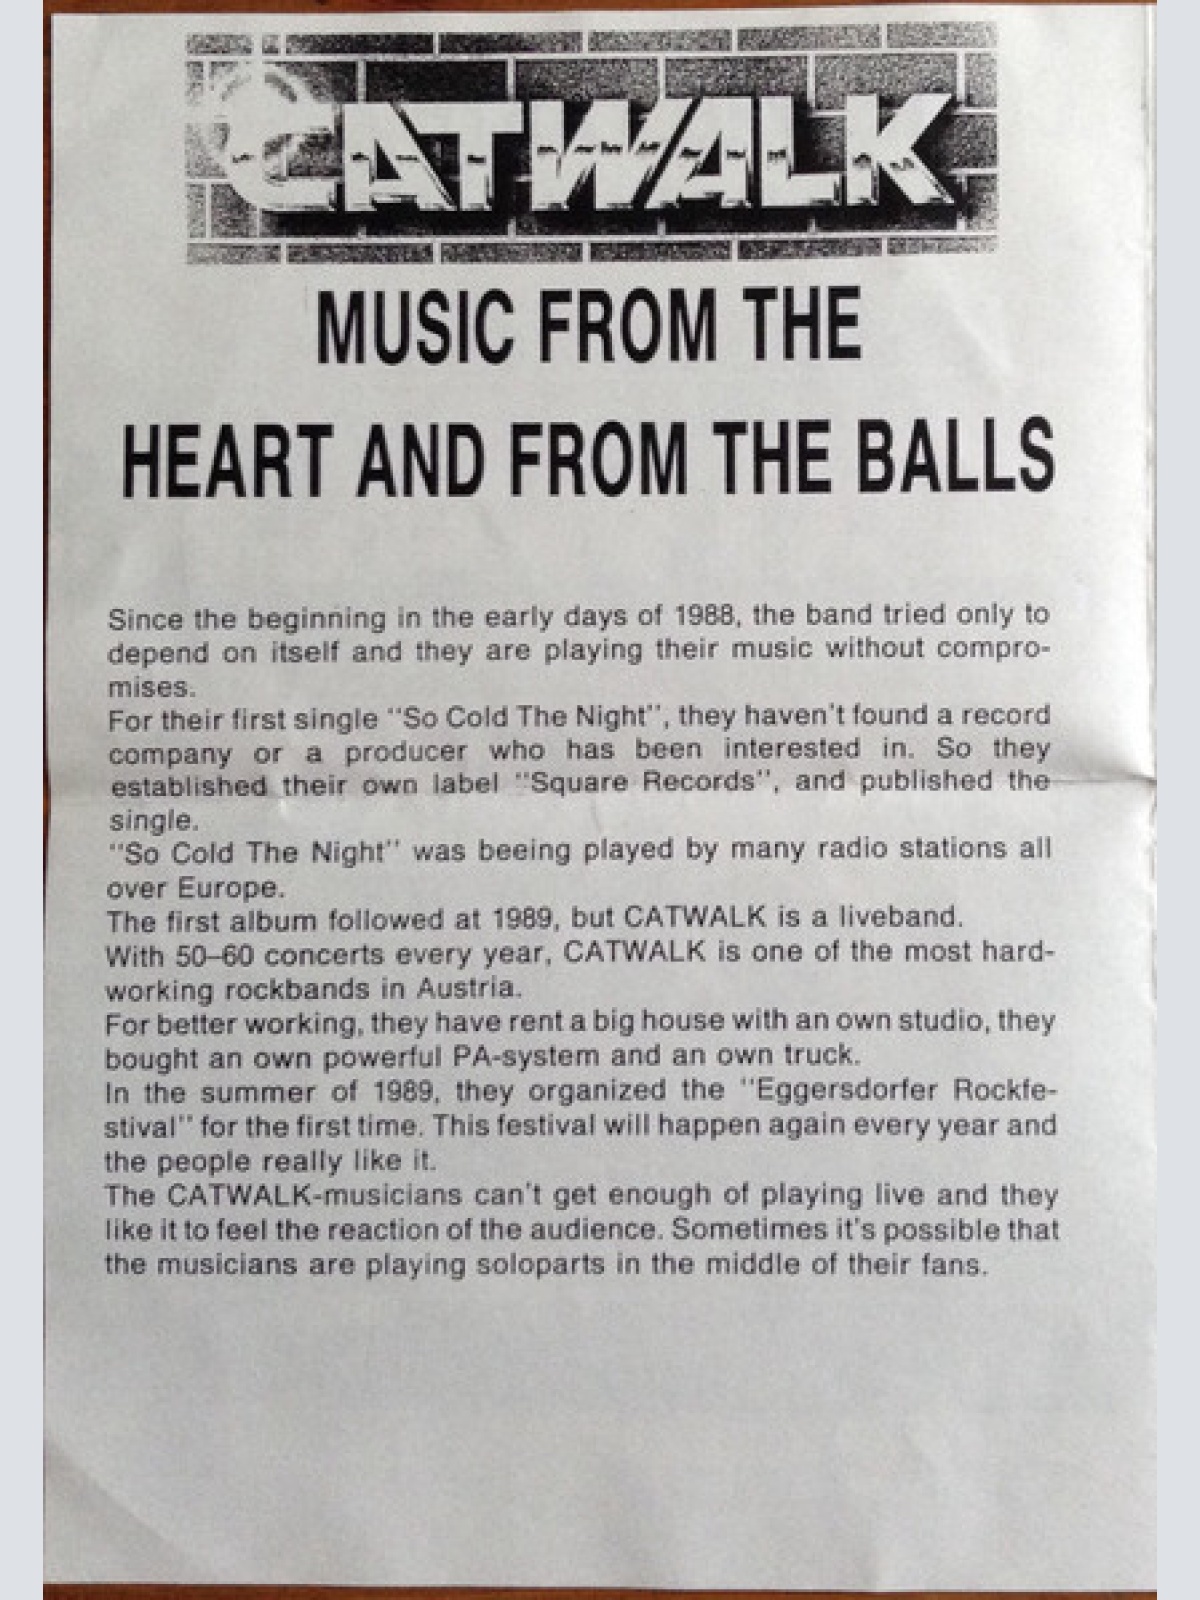 CATWALK
MUSIC FROM THE
HEART AND FROM THE BALLS
Since the beginning in the early days of 1988, the band tried only to
depend on itself and they are playing their music without compro-
mises.
For their first single "So Cold The Night", they haven't found a record
company or a producer who has been interested in. So they
established their own label "Square Records", and published the
single.
"So Cold The Night" was beeing played by many radio stations all
over Europe.
The first album followed at 1989, but CATWALK is a liveband.
With 50–60 concerts every year, CATWALK is one of the most hard-
working rockbands in Austria.
For better working, they have rent a big house with an own studio, they
bought an own powerful PA-system and an own truck.
In the summer of 1989, they organized the "Eggersdorfer Rockfe-
stival" for the first time. This festival will happen again every year and
the people really like it.
The CATWALK-musicians can't get enough of playing live and they
like it to feel the reaction of the audience. Sometimes it's possible that
the musicians are playing soloparts in the middle of their fans.